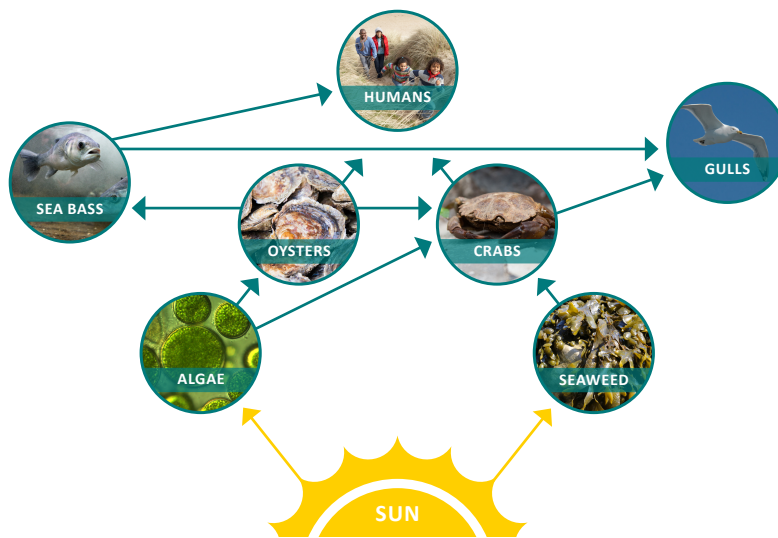 HUMANS
GULLS
SEA BASS
OYSTERS
CRABS
ALGAE
SEAWEED
SUN